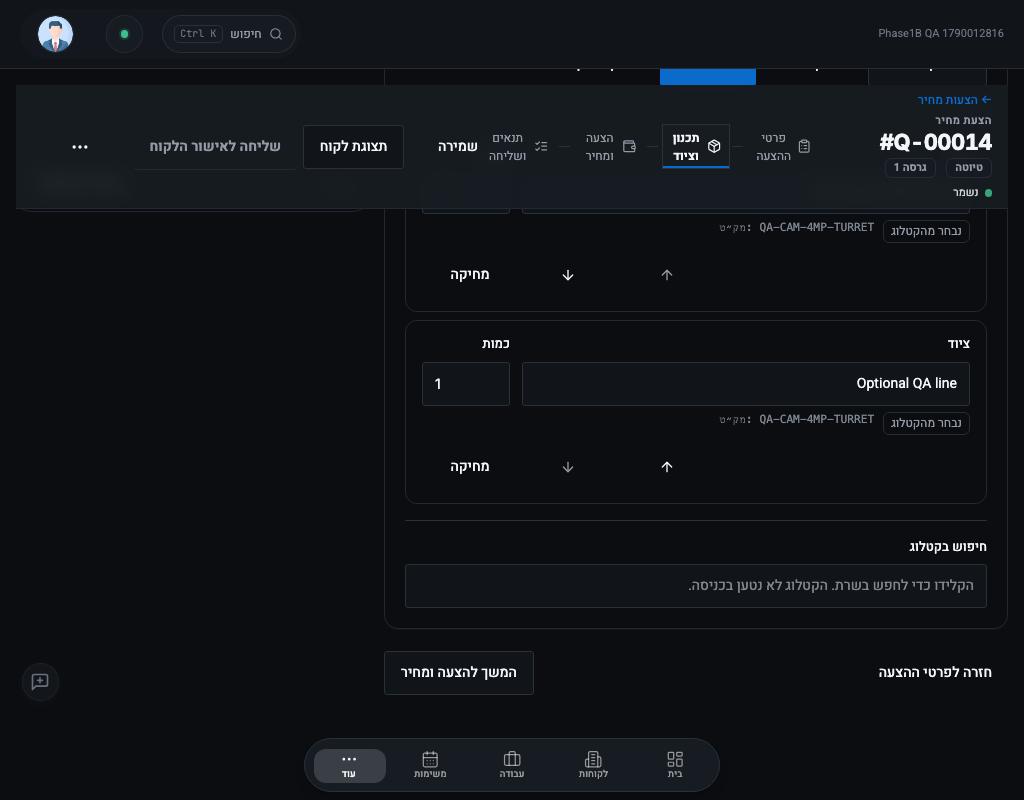 Phase1B QA 1790012816
חיפוש
Ctrl K
← הצעות מחיר
הצעת מחיר
#Q-00014
טיוטה
גרסה 1
נשמר
פרטי
ההצעה
תכנון
וציוד
הצעה
ומחיר
תנאים
ושליחה
שמירה
תצוגת לקוח
שליחה לאישור הלקוח
נבחר מהקטלוג
מק״ט: QA-CAM-4MP-TURRET
מחיקה
ציוד
כמות
Optional QA line
1
נבחר מהקטלוג
מק״ט: QA-CAM-4MP-TURRET
מחיקה
חיפוש בקטלוג
הקלידו כדי לחפש בשרת. הקטלוג לא נטען בכניסה.
חזרה לפרטי ההצעה
המשך להצעה ומחיר
בית
לקוחות
עבודה
משימות
עוד